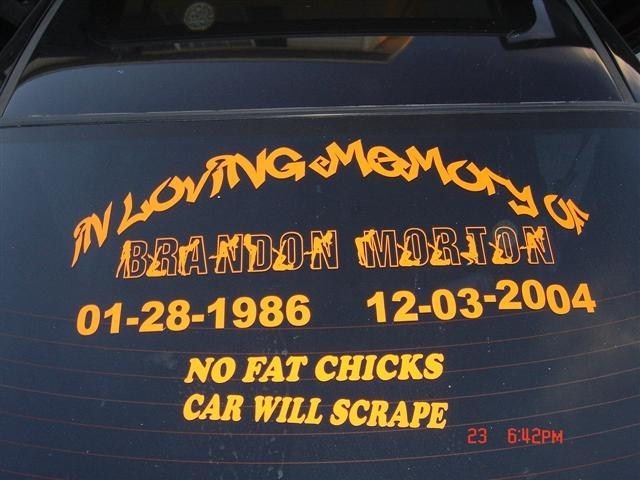 IN LOVING MEMORY OF
BRANDON MORTON
01-28-1986 12-03-2004
NO FAT CHICKS
CAR WILL SCRAPE
23 6:42PM